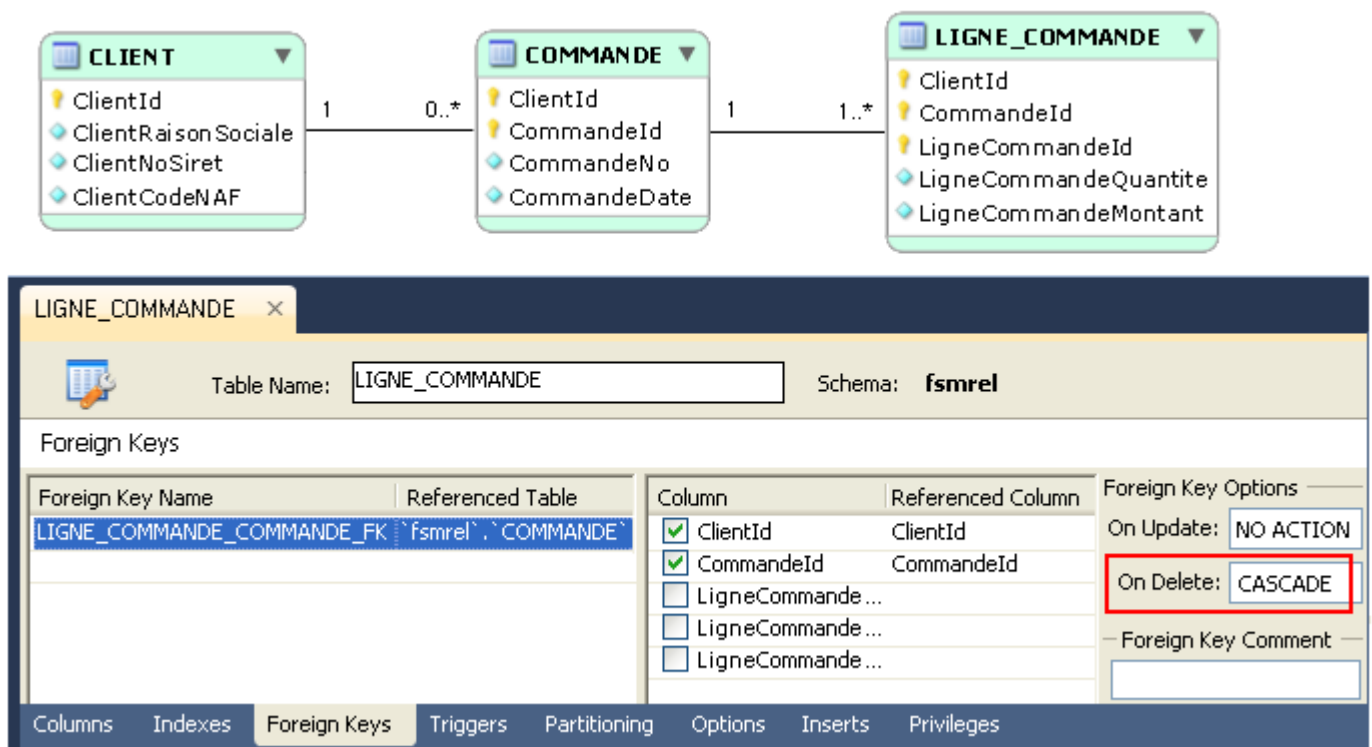 CLIENT
ClientId
ClientRaisonSociale
ClientNoSiret
ClientCodeNAF
1
0..*
COMMANDE
ClientId
CommandeId
CommandeNo
CommandeDate
1
1..*
LIGNE_COMMANDE
ClientId
CommandeId
LigneCommandeId
LigneCommandeQuantite
LigneCommandeMontant
LIGNE_COMMANDE ×
Table Name: LIGNE_COMMANDE Schema: fsmrel
Foreign Keys
Foreign Key Name Referenced Table
LIGNE_COMMANDE_COMMANDE_FK `fsmrel`.`COMMANDE`
Column Referenced Column
ClientId ClientId
CommandeId CommandeId
LigneCommande...
LigneCommande...
LigneCommande...
Foreign Key Options
On Update: NO ACTION
On Delete: CASCADE
Foreign Key Comment
Columns Indexes Foreign Keys Triggers Partitioning Options Inserts Privileges